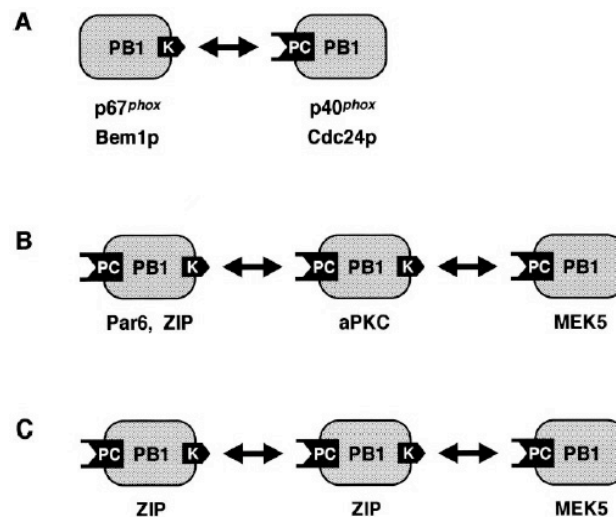 A
PB1 K PC PB1
p67phox p40phox
Bem1p Cdc24p
B
PC PB1 K PC PB1 K PC PB1
Par6, ZIP aPKC MEK5
C
PC PB1 K PC PB1 K PC PB1
ZIP ZIP MEK5